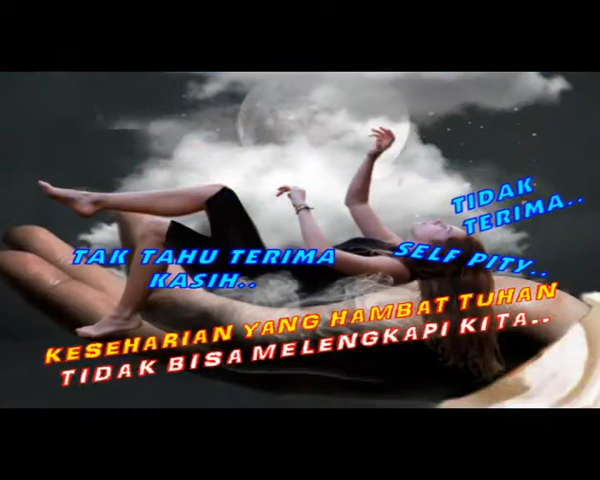 TIDAK
TERIMA..
TAK TAHU TERIMA
KASIH..
SELF PITY..
KESEHARIAN YANG HAMBAT TUHAN
TIDAK BISA MELENGKAPI KITA..